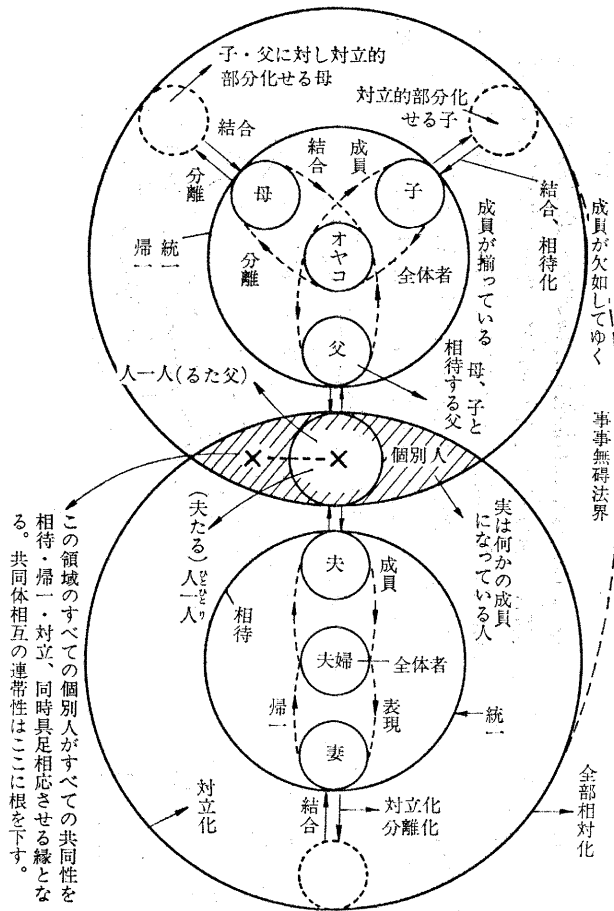 子・父に対し対立的
部分化せる母
対立的部分化
せる子
結合
分離
結合
成員
母
子
オヤコ
分離
全体者
父
統一
帰一
結合、相待化
成員が揃っている
成員が欠如してゆく
母、子と
相待する父
人一人(るた父)
個別人
事事無碍法界
実は何かの成員
になっている人
(夫たる)
人一人
ひとひとり
夫
成員
相待
夫婦
全体者
帰一
表現
妻
統一
対立化
結合
対立化
分離化
全部相対化
この領域のすべての個別人がすべての共同性を
相待・帰一・対立、同時具足相応させる縁とな
る。共同体相互の連帯性はここに根を下す。